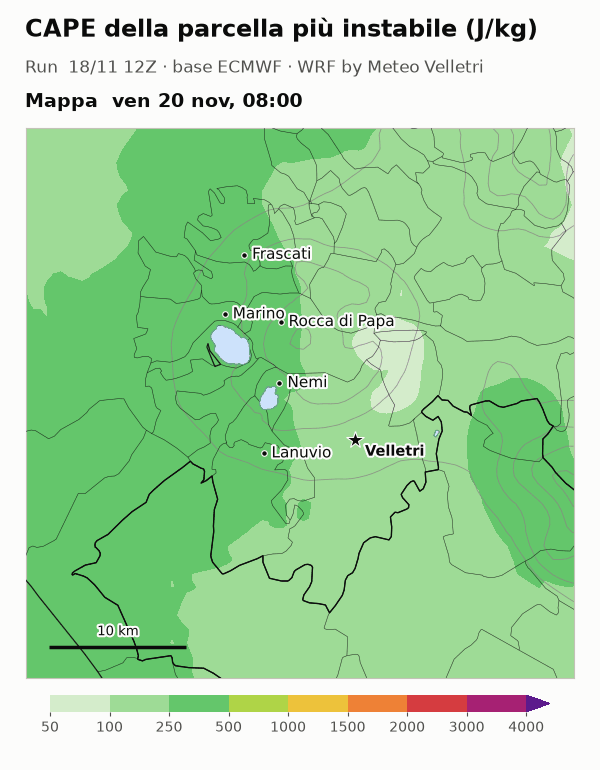 CAPE della parcella più instabile (J/kg)
Run  18/11 12Z · base ECMWF · WRF by Meteo Velletri
Mappa  ven 20 nov, 08:00
Frascati
Marino
Rocca di Papa
Nemi
Velletri
Lanuvio
10 km
50 100 250 500 1000 1500 2000 3000 4000